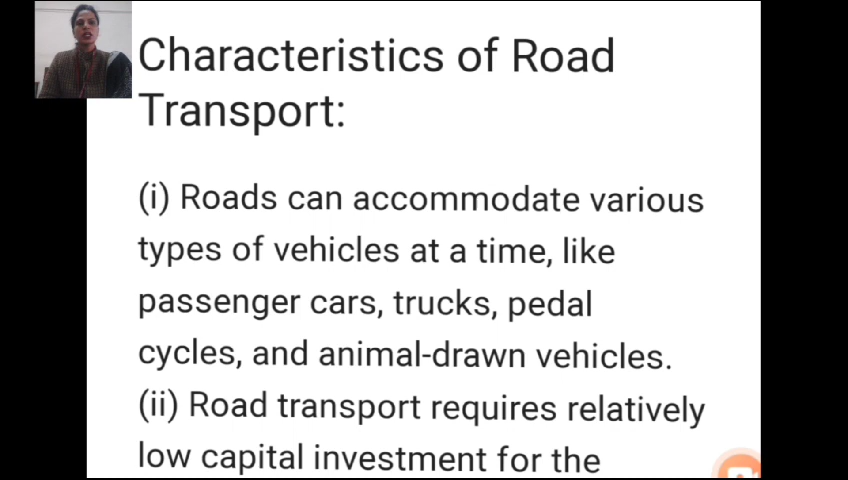 Characteristics of Road
Transport:
(i) Roads can accommodate various
types of vehicles at a time, like
passenger cars, trucks, pedal
cycles, and animal-drawn vehicles.
(ii) Road transport requires relatively
low capital investment for the